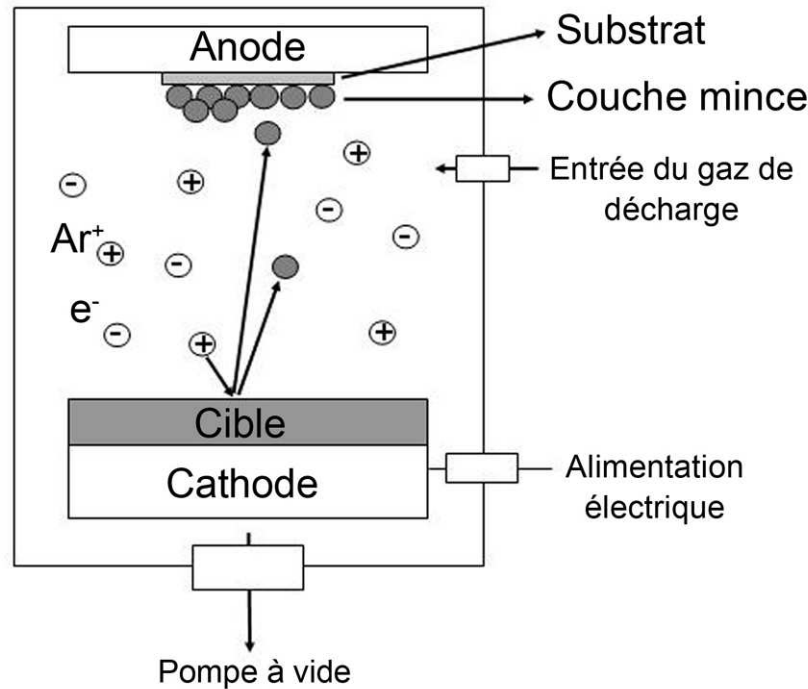 Anode
Substrat
Couche mince
Entrée du gaz de
décharge
Ar⁺
e⁻
Cible
Cathode
Alimentation
électrique
Pompe à vide